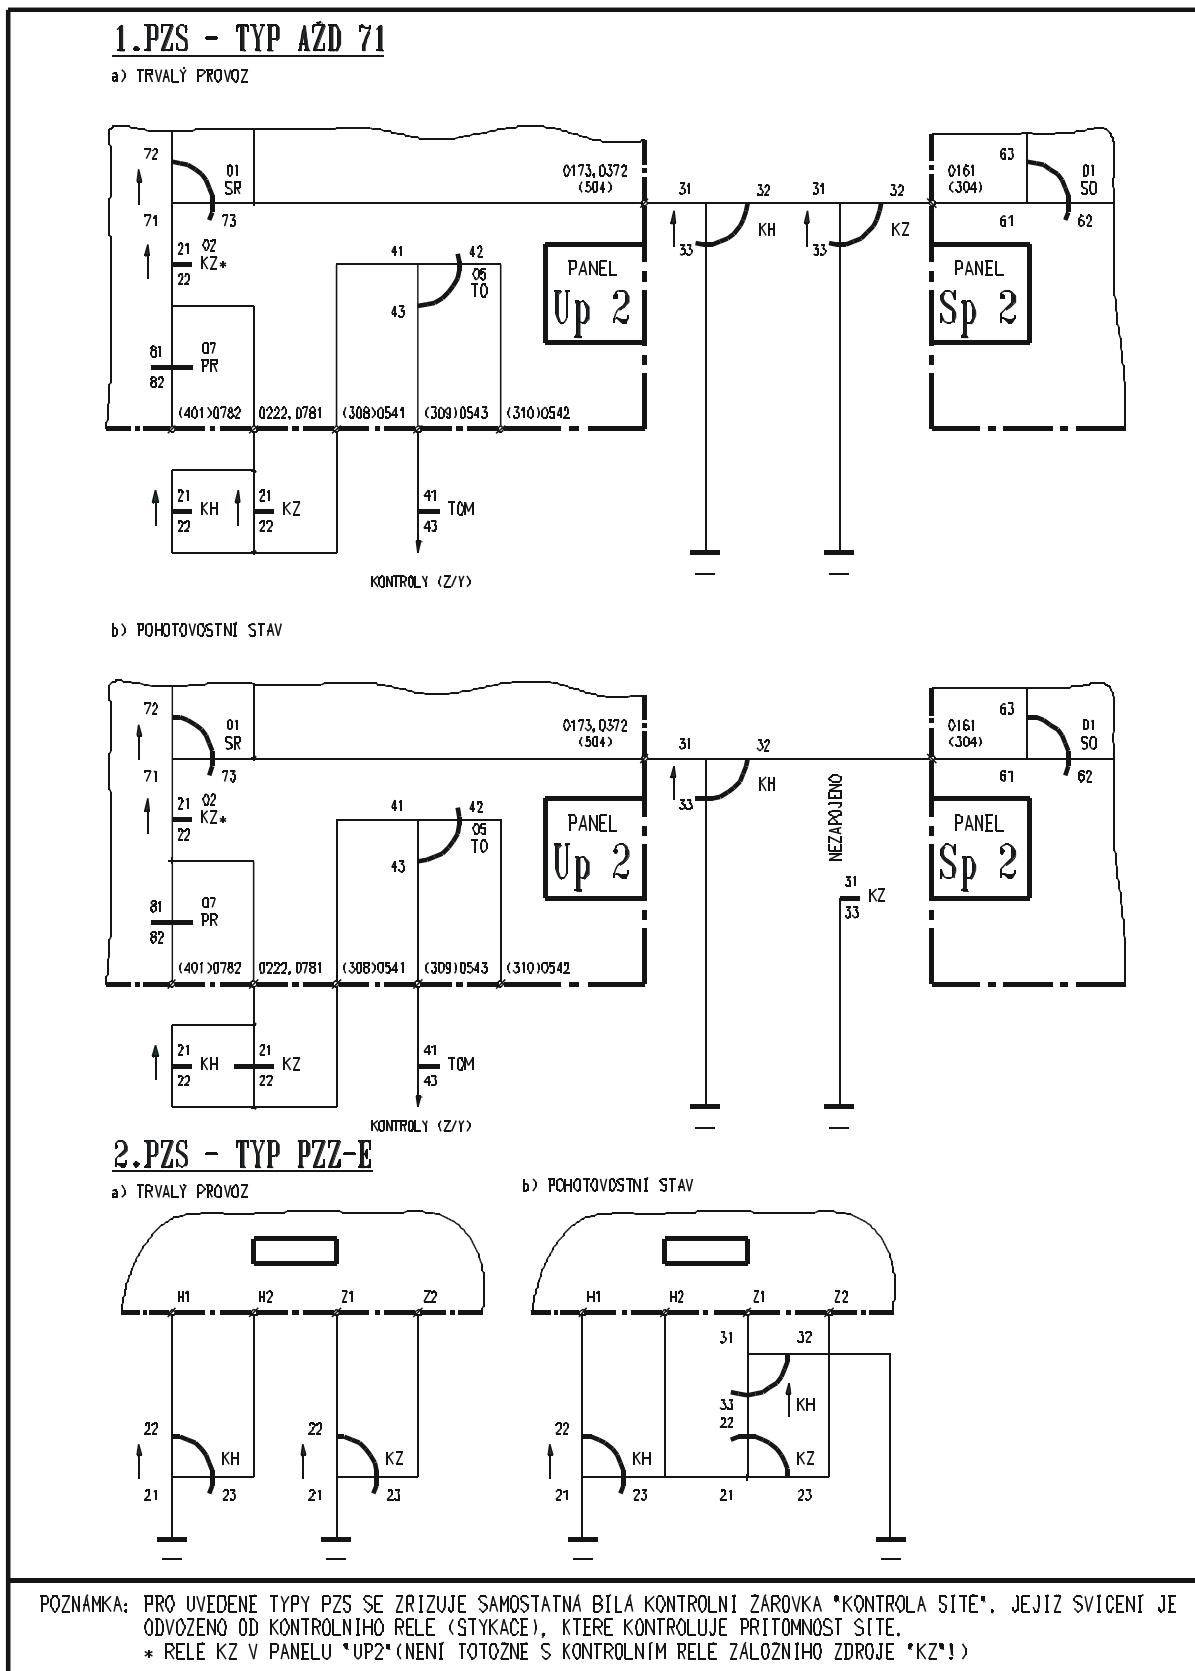 1.PZS - TYP AŽD 71
a) TRVALÝ PROVOZ
72 01 SR 0173,0372 (504) 31 32 31 32 0161 (304) 63 01 SO
71 73 33 KH 33 KZ 61 62
21 02 KZ* 22
41 42 05 TO 43
PANEL Up 2
PANEL Sp 2
81 07 PR 82
(401)0782 0222,0781 (308)0541 (309)0543 (310)0542
21 KH 22 21 KZ 22 41 TOM 43
KONTROLY (Z/Y)
b) POHOTOVOSTNÍ STAV
72 01 SR 0173,0372 (504) 31 32 0161 (304) 63 01 SO
71 73 33 KH 61 62
NEZAPOJENO
21 02 KZ* 22
41 42 05 TO 43
PANEL Up 2
PANEL Sp 2
31 KZ 33
81 07 PR 82
(401)0782 0222,0781 (308)0541 (309)0543 (310)0542
21 KH 22 21 KZ 22 41 TOM 43
KONTROLY (Z/Y)
2.PZS - TYP PZZ-E
a) TRVALÝ PROVOZ
b) POHOTOVOSTNÍ STAV
H1 H2 Z1 Z2
22 KH 22 KZ
21 23 21 23
H1 H2 Z1 Z2
31 32
33 KH
22 KH 22 KZ
21 23 21 23
POZNÁMKA: PRO UVEDENÉ TYPY PZS SE ZŘIZUJE SAMOSTATNÁ BÍLÁ KONTROLNÍ ŽÁROVKA "KONTROLA SÍTĚ", JEJÍŽ SVÍCENÍ JE
ODVOZENO OD KONTROLNÍHO RELÉ (STYKAČE), KTERÉ KONTROLUJE PŘÍTOMNOST SÍTĚ.
* RELÉ KZ V PANELU "UP2"(NENÍ TOTOŽNÉ S KONTROLNÍM RELÉ ZÁLOŽNÍHO ZDROJE "KZ"!)